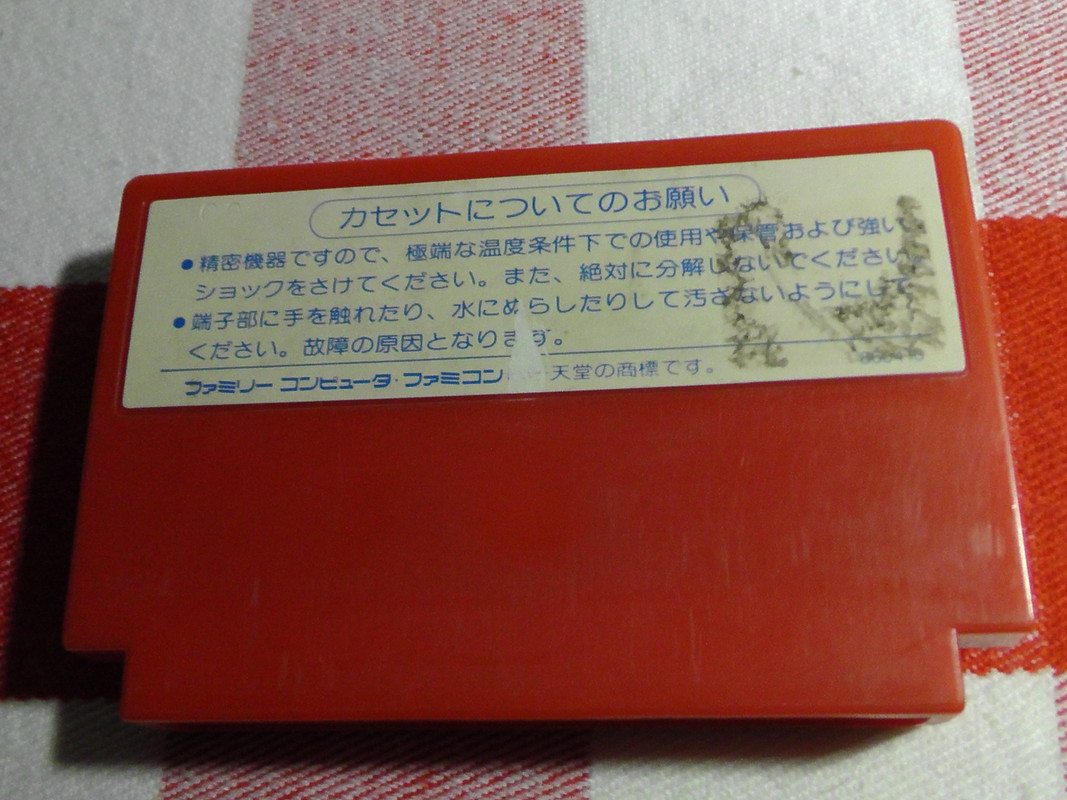 カセットについてのお願い
●精密機器ですので、極端な温度条件下での使用や保管および強い
ショックをさけてください。また、絶対に分解しないでください。
●端子部に手を触れたり、水にぬらしたりして汚さないようにして
ください。故障の原因となります。
ファミリー コンピュータ・ファミコン 天堂の商標です。